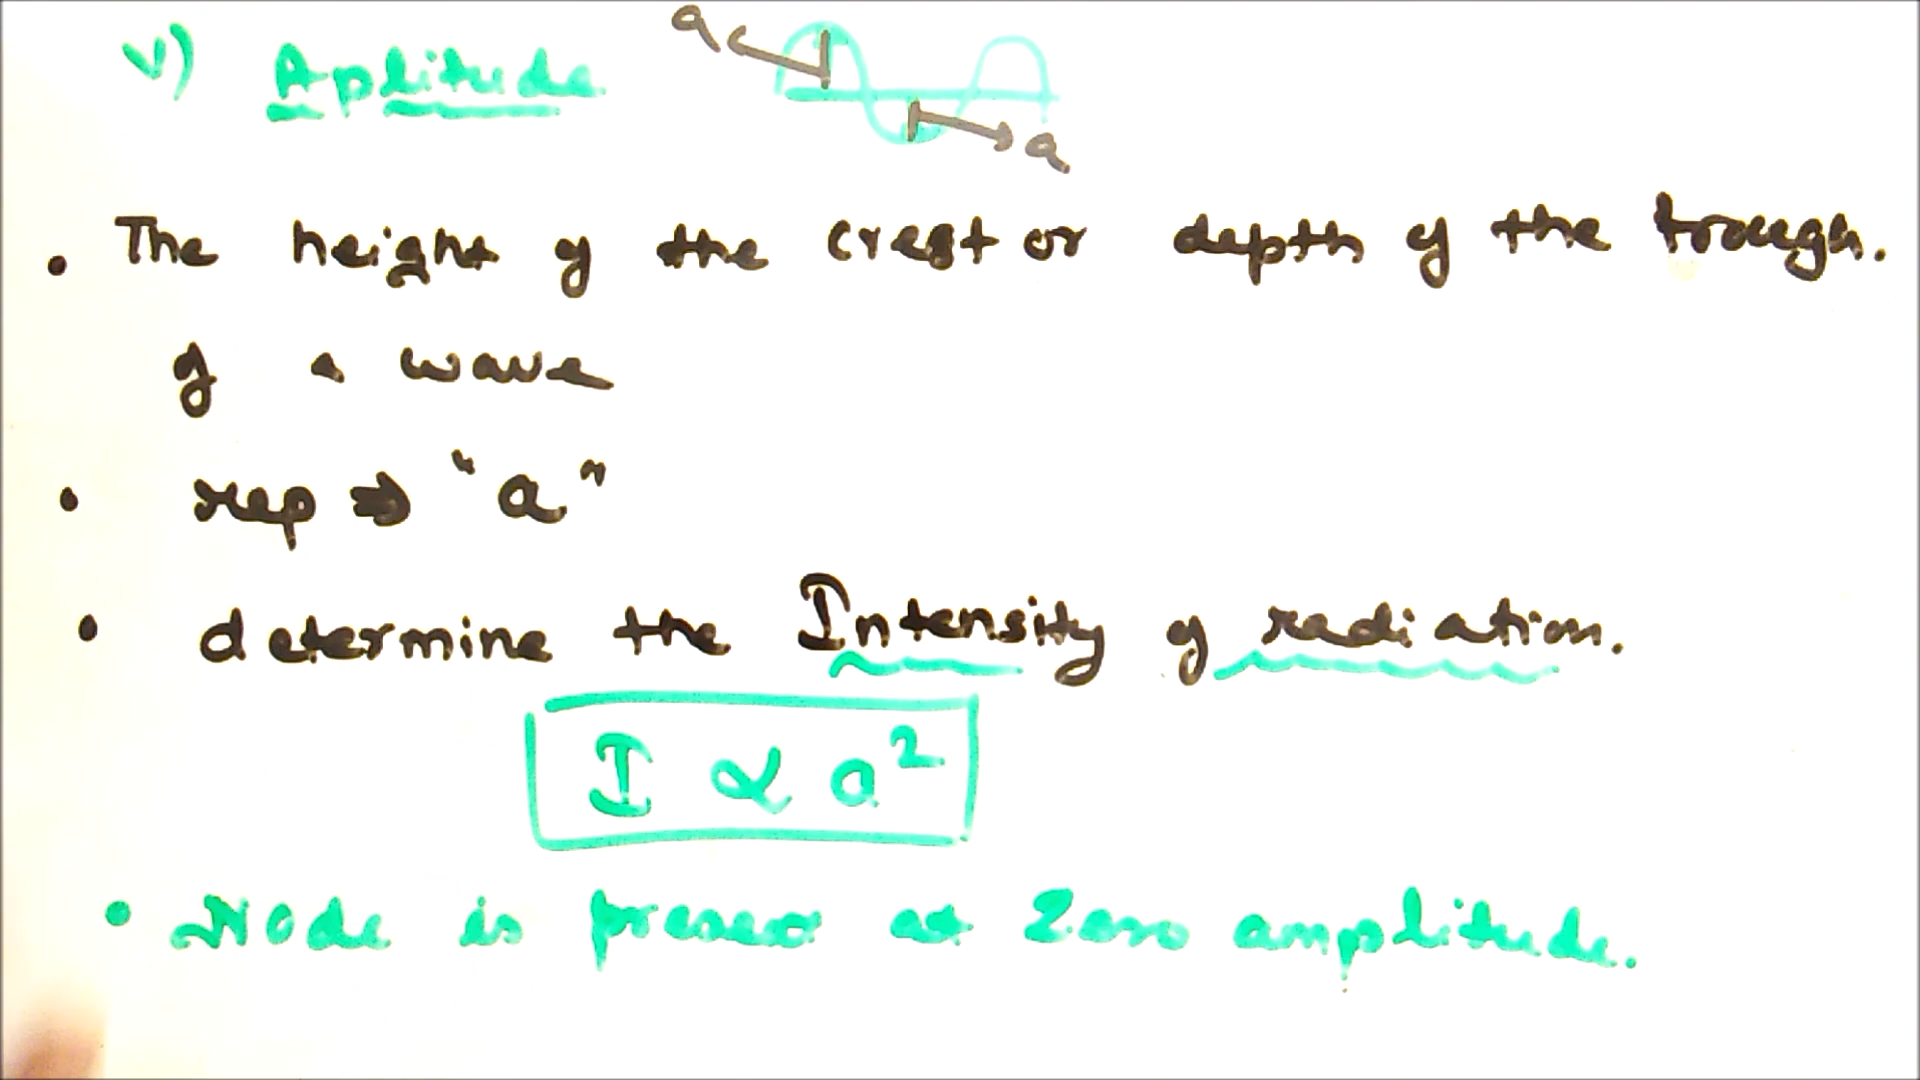 v) Aplitude
a
a
• The height of the crest or depth of the trough.
of a wave
• rep ⇒ "a"
• determine the Intensity of radiation.
I ∝ a²
• Node is present at Zero amplitude.